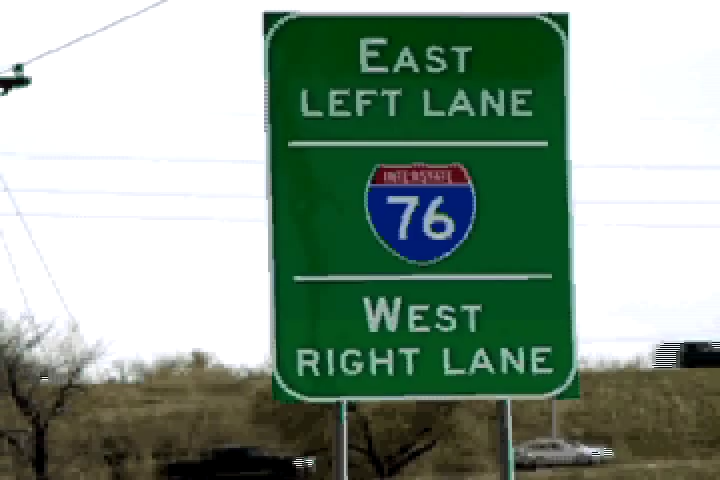 EAST
LEFT LANE
INTERSTATE
76
WEST
RIGHT LANE